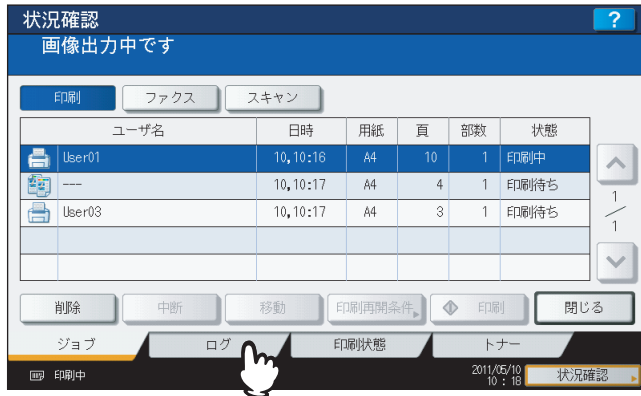 状況確認 ?
画像出力中です
印刷 ファクス スキャン
ユーザ名 日時 用紙 頁 部数 状態
User01 10,10:16 A4 10 1 印刷中
--- 10,10:17 A4 4 1 印刷待ち
User03 10,10:17 A4 3 1 印刷待ち
1
1
削除 中断 移動 印刷再開条件 印刷 閉じる
ジョブ ログ 印刷状態 トナー
印刷中 2011/05/10
10:18 状況確認